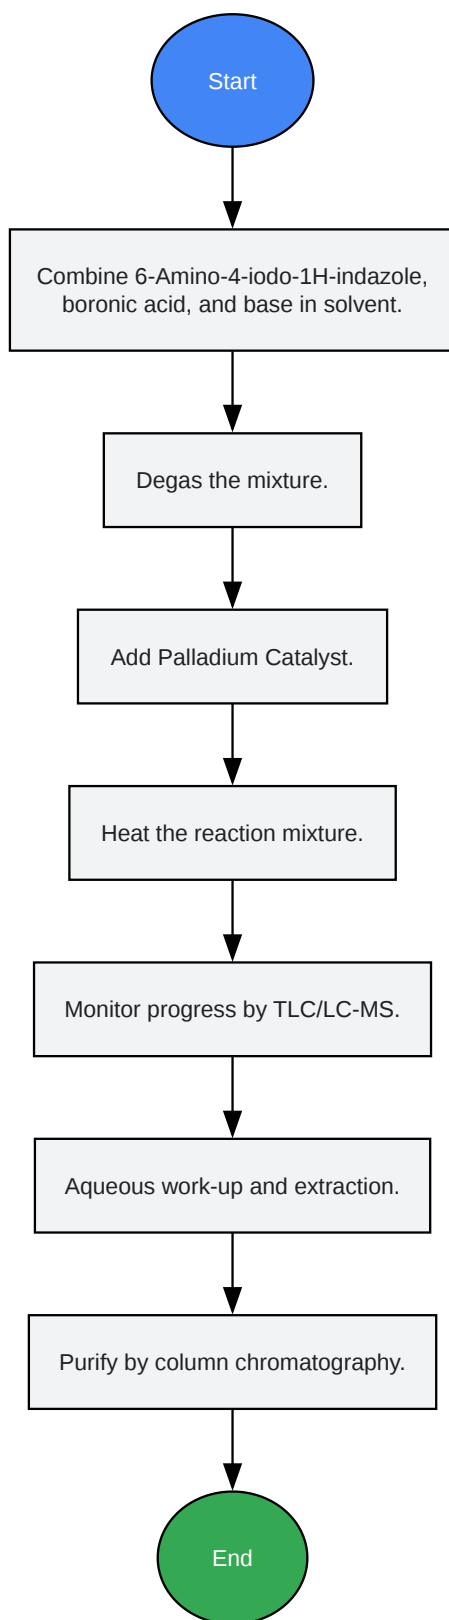 Start
Combine 6-Amino-4-iodo-1H-indazole,
boronic acid, and base in solvent.
Degas the mixture.
Add Palladium Catalyst.
Heat the reaction mixture.
Monitor progress by TLC/LC-MS.
Aqueous work-up and extraction.
Purify by column chromatography.
End